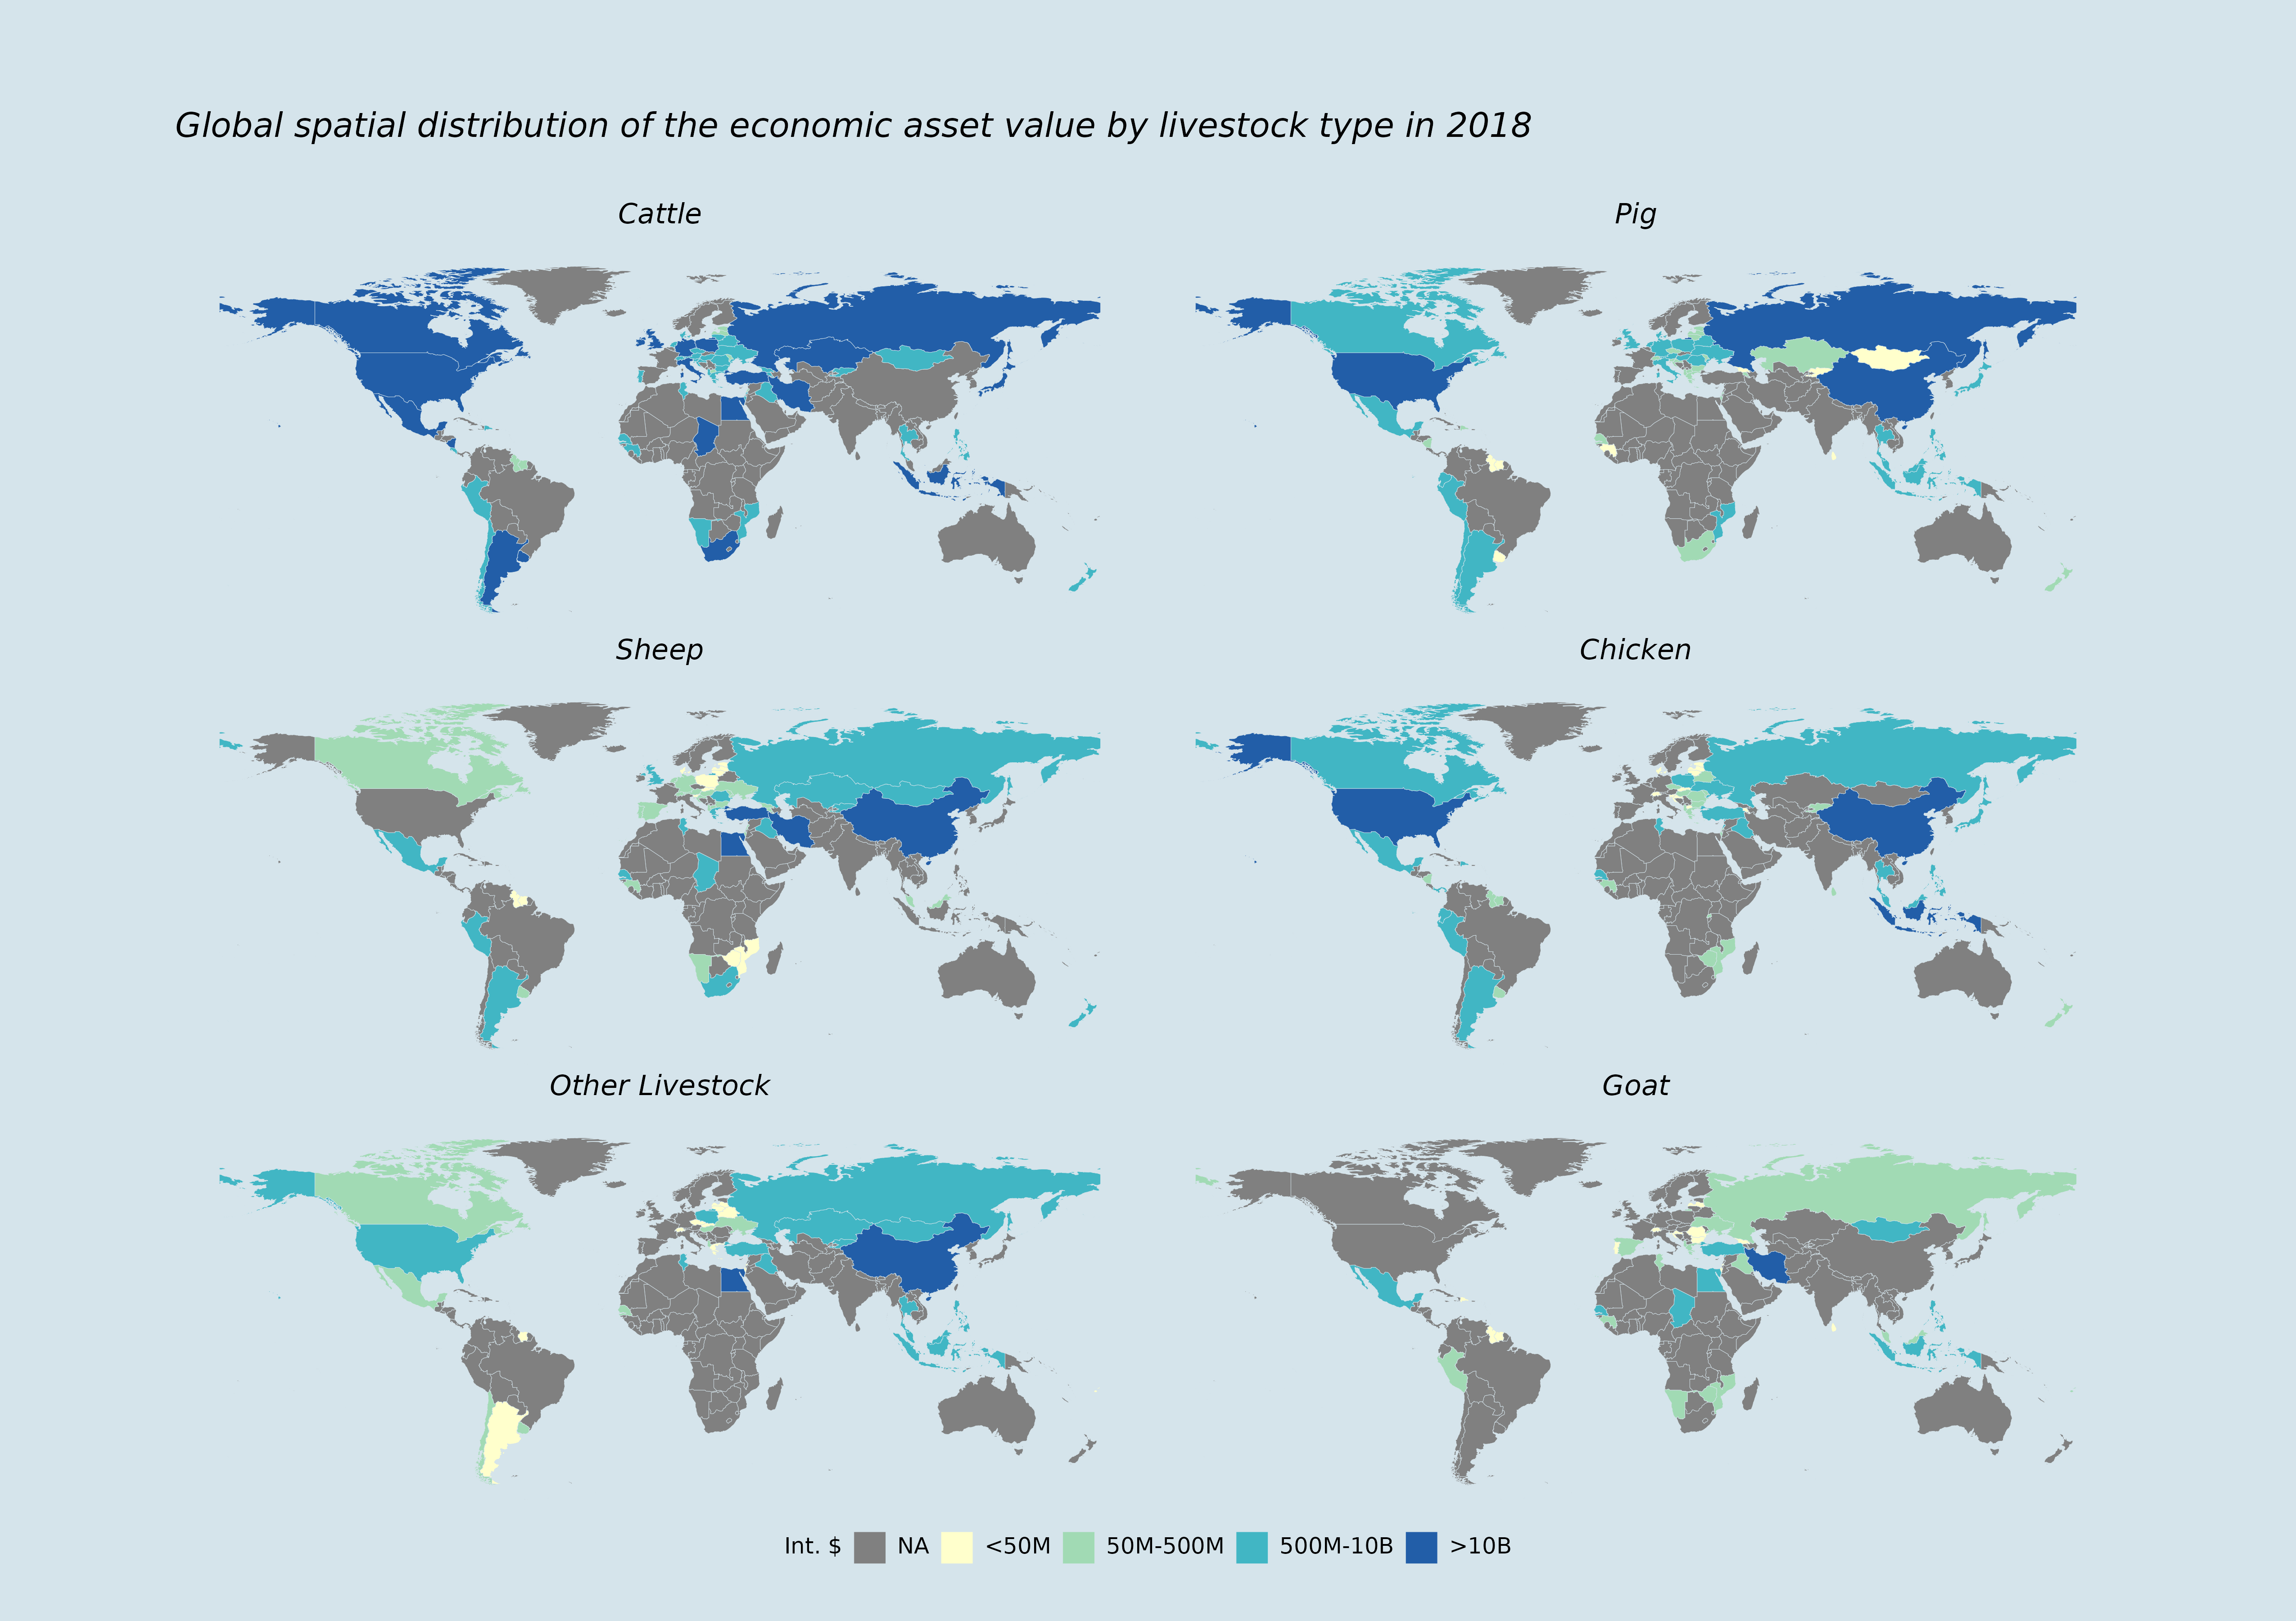 Global spatial distribution of the economic asset value by livestock type in 2018
Cattle
Pig
Sheep
Chicken
Other Livestock
Goat
Int. $ NA <50M 50M-500M 500M-10B >10B